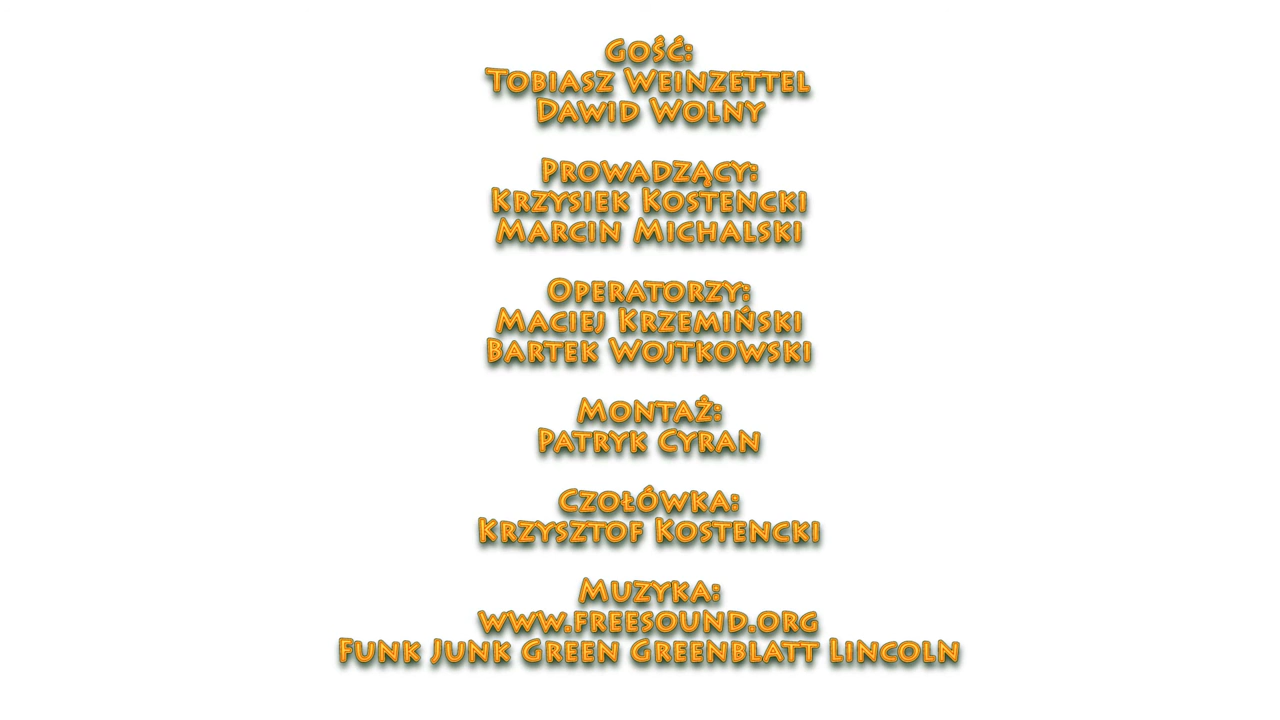 Gość:
Tobiasz Weinzettel
Dawid Wolny
Prowadzący:
Krzysiek Kostencki
Marcin Michalski
Operatorzy:
Maciej Krzemiński
Bartek Wojtkowski
Montaż:
Patryk Cyran
Czołówka:
Krzysztof Kostencki
Muzyka:
www.freesound.org
Funk Junk Green Greenblatt Lincoln